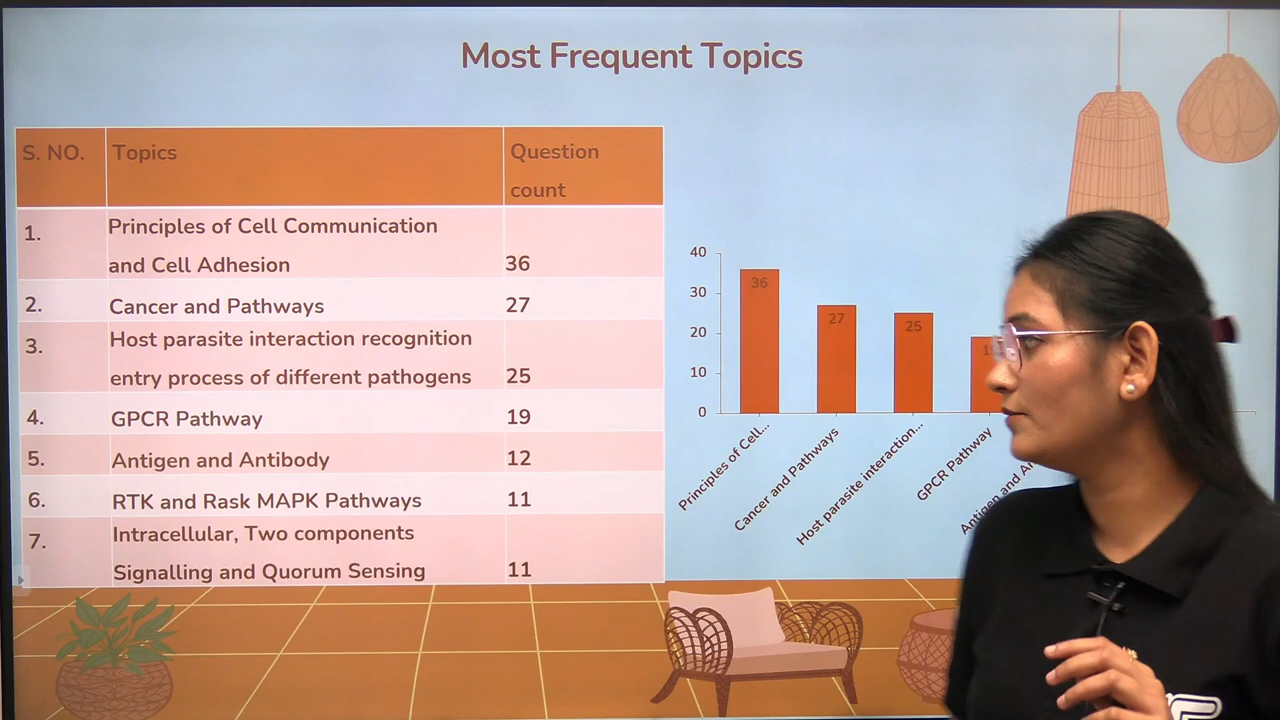 Most Frequent Topics
S. NO. Topics Question
count
1. Principles of Cell Communication
and Cell Adhesion 36
2. Cancer and Pathways 27
3. Host parasite interaction recognition
entry process of different pathogens 25
4. GPCR Pathway 19
5. Antigen and Antibody 12
6. RTK and Rask MAPK Pathways 11
7. Intracellular, Two components
Signalling and Quorum Sensing 11
40
30
20
10
0
36
27
25
Principles of Cell...
Cancer and Pathways
Host parasite interaction...
GPCR Pathway
Antigen and